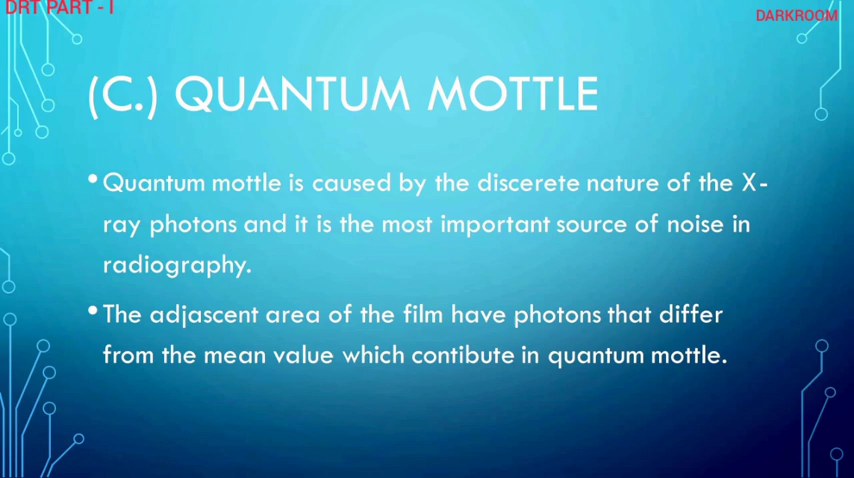 DRT PART - I
DARKROOM
(C.) QUANTUM MOTTLE
•Quantum mottle is caused by the discerete nature of the X-
ray photons and it is the most important source of noise in
radiography.
•The adjascent area of the film have photons that differ
from the mean value which contibute in quantum mottle.